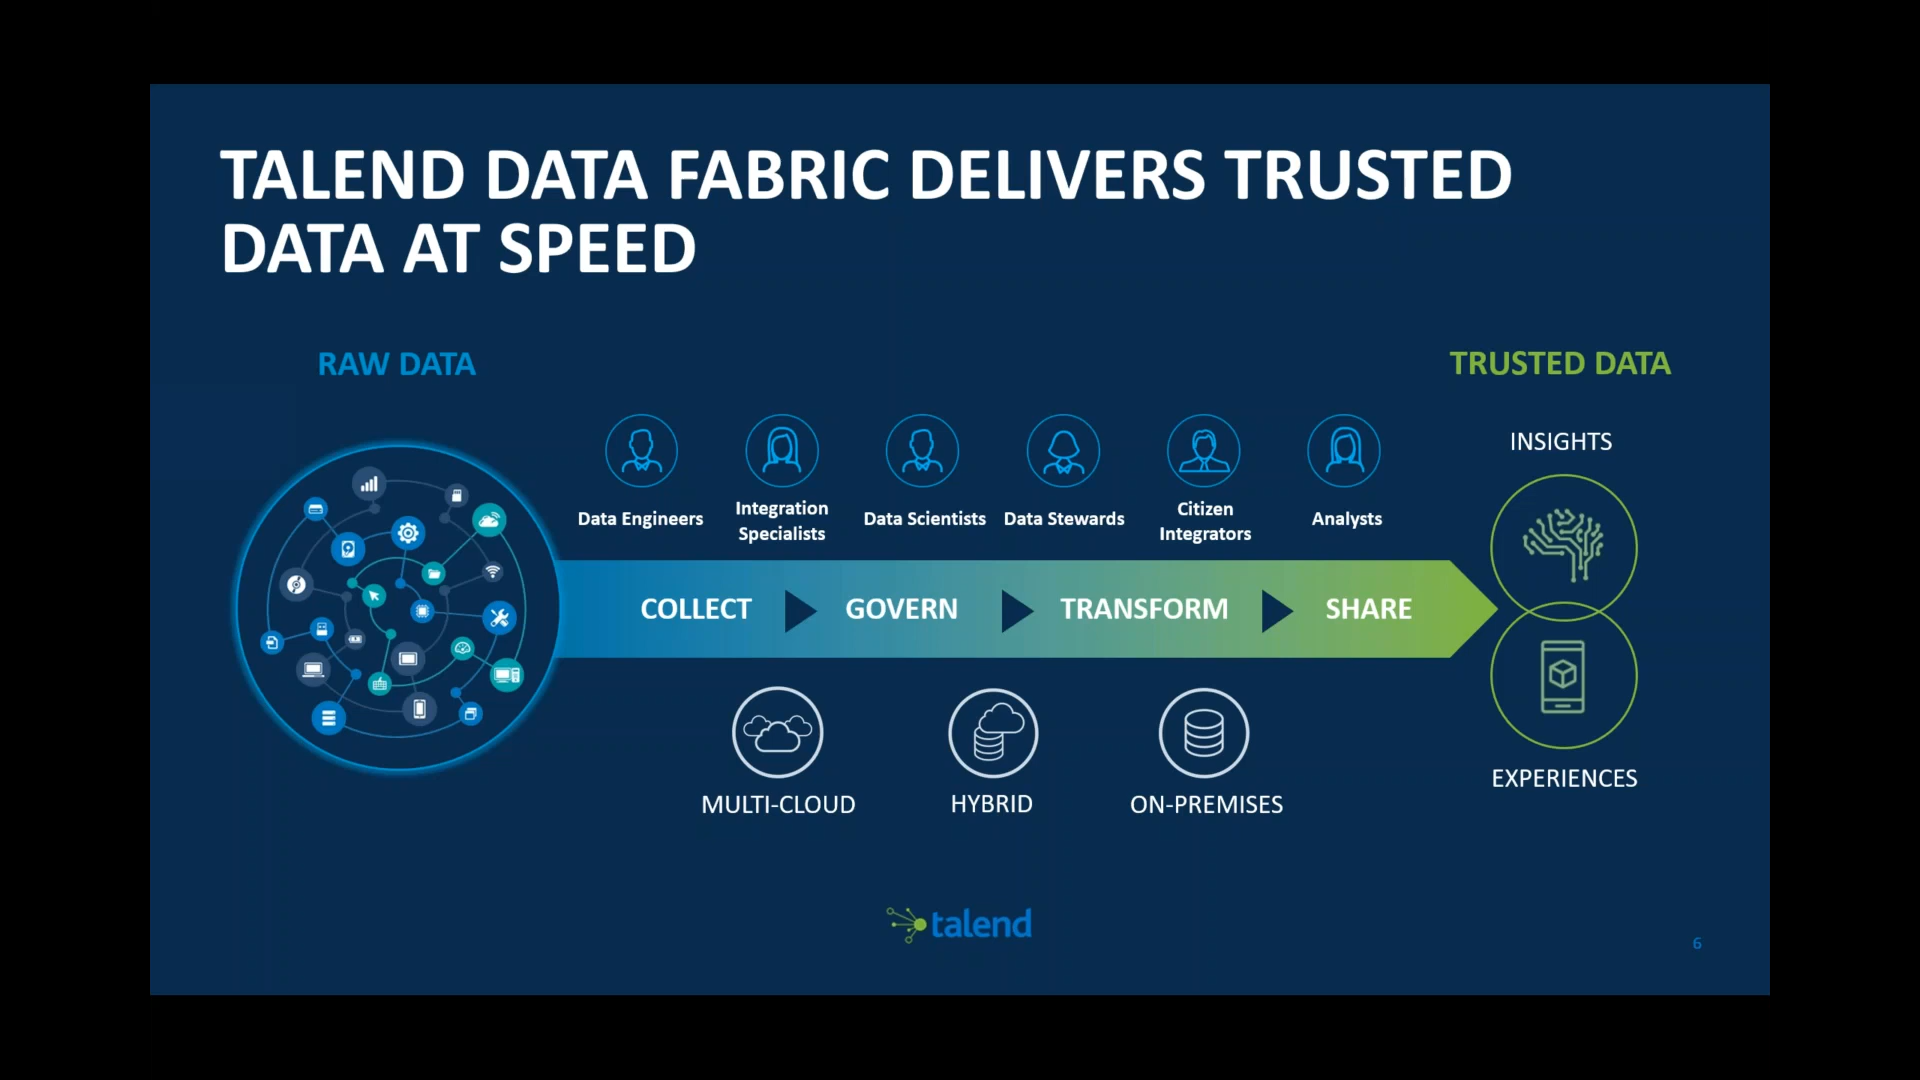 TALEND DATA FABRIC DELIVERS TRUSTED
DATA AT SPEED
RAW DATA
TRUSTED DATA
Data Engineers
Integration
Specialists
Data Scientists
Data Stewards
Citizen
Integrators
Analysts
INSIGHTS
COLLECT
GOVERN
TRANSFORM
SHARE
MULTI-CLOUD
HYBRID
ON-PREMISES
EXPERIENCES
talend
6